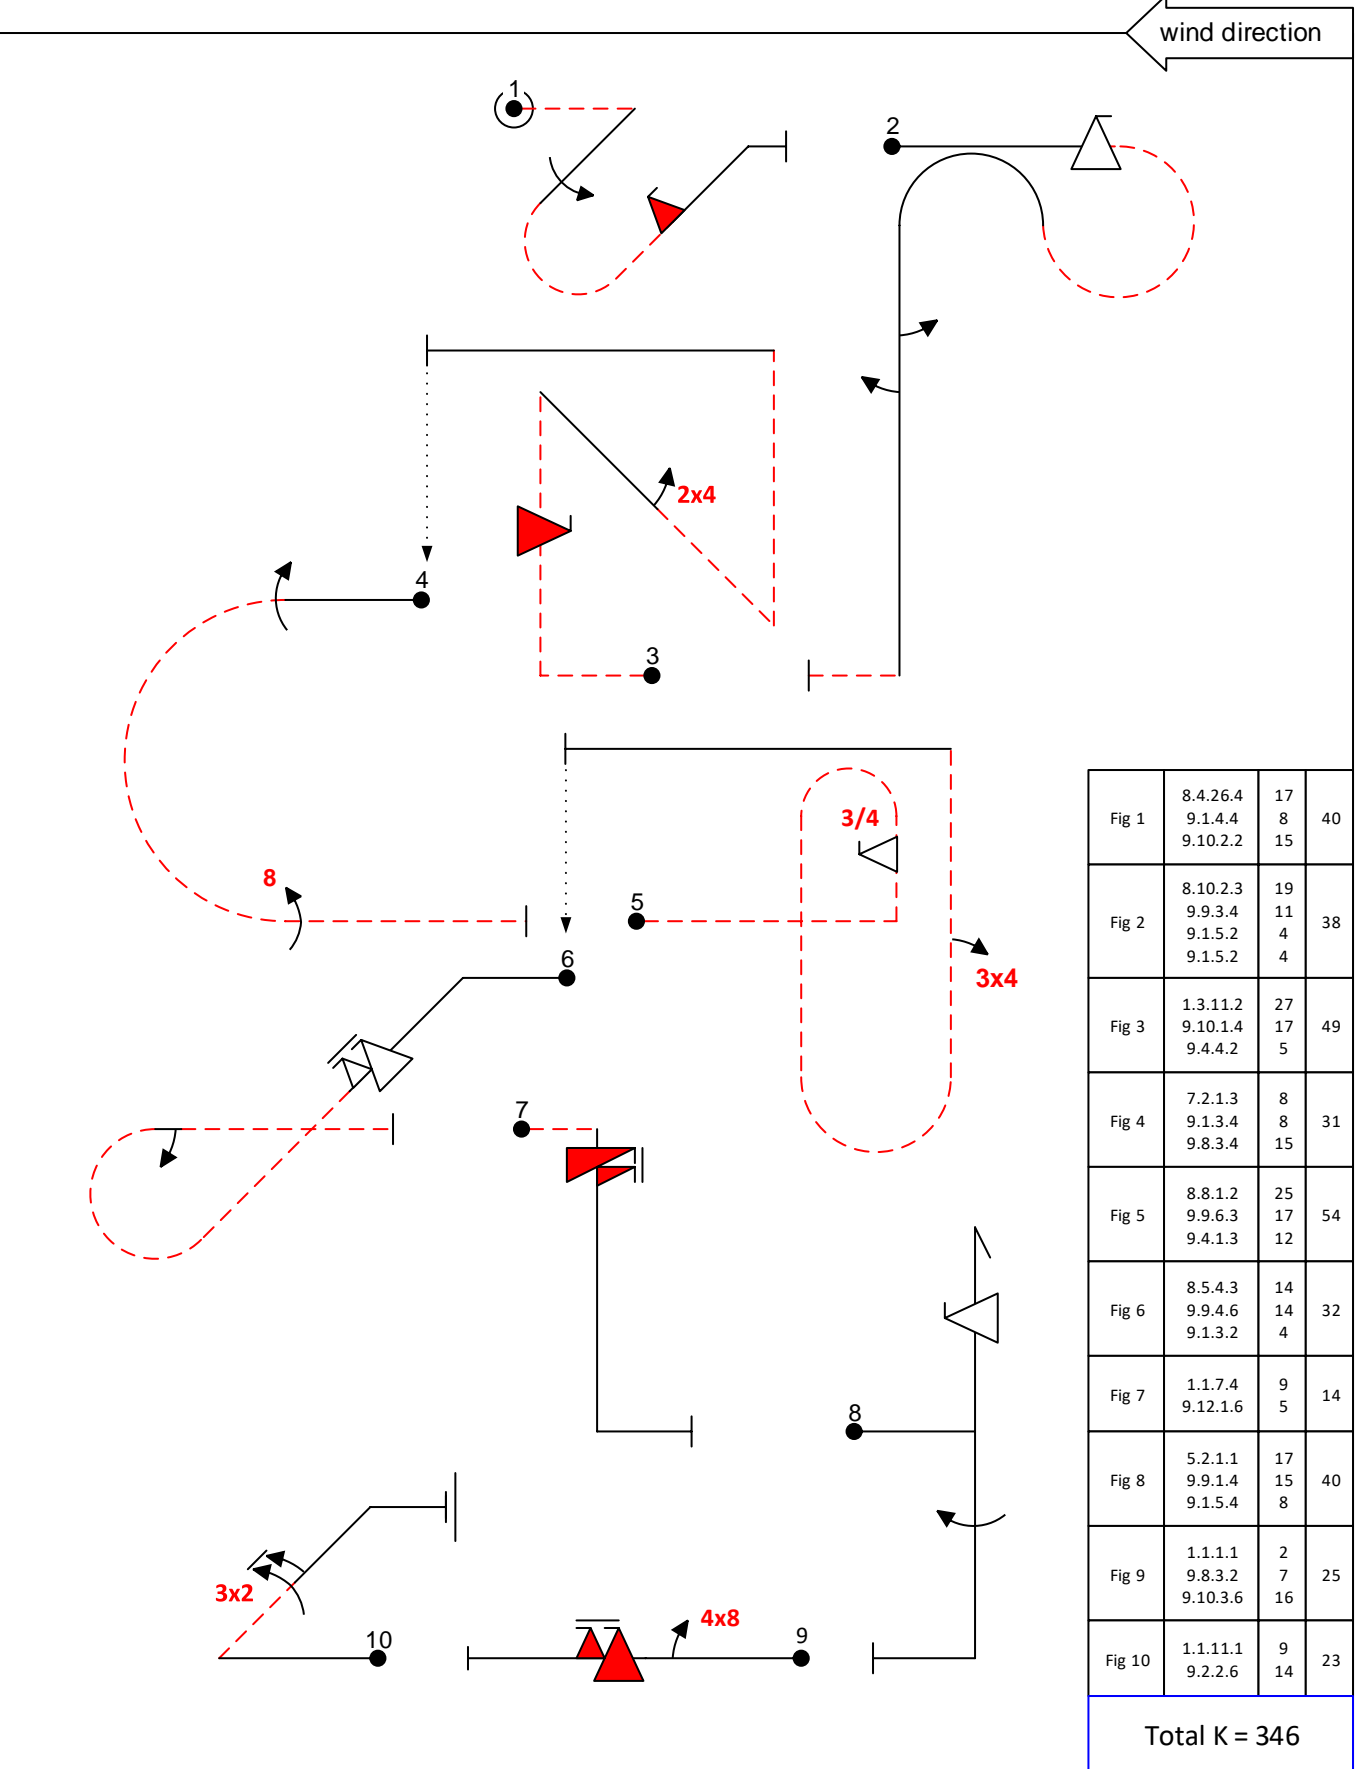 wind direction
1
2
2x4
4
3
8
5
3/4
6
3x4
7
8
3x2
10
4x8
9
Fig 1 8.4.26.4 17 40
9.1.4.4 8
9.10.2.2 15
Fig 2 8.10.2.3 19 38
9.9.3.4 11
9.1.5.2 4
9.1.5.2 4
Fig 3 1.3.11.2 27 49
9.10.1.4 17
9.4.4.2 5
Fig 4 7.2.1.3 8 31
9.1.3.4 8
9.8.3.4 15
Fig 5 8.8.1.2 25 54
9.9.6.3 17
9.4.1.3 12
Fig 6 8.5.4.3 14 32
9.9.4.6 14
9.1.3.2 4
Fig 7 1.1.7.4 9 14
9.12.1.6 5
Fig 8 5.2.1.1 17 40
9.9.1.4 15
9.1.5.4 8
Fig 9 1.1.1.1 2 25
9.8.3.2 7
9.10.3.6 16
Fig 10 1.1.11.1 9 23
9.2.2.6 14
Total K = 346